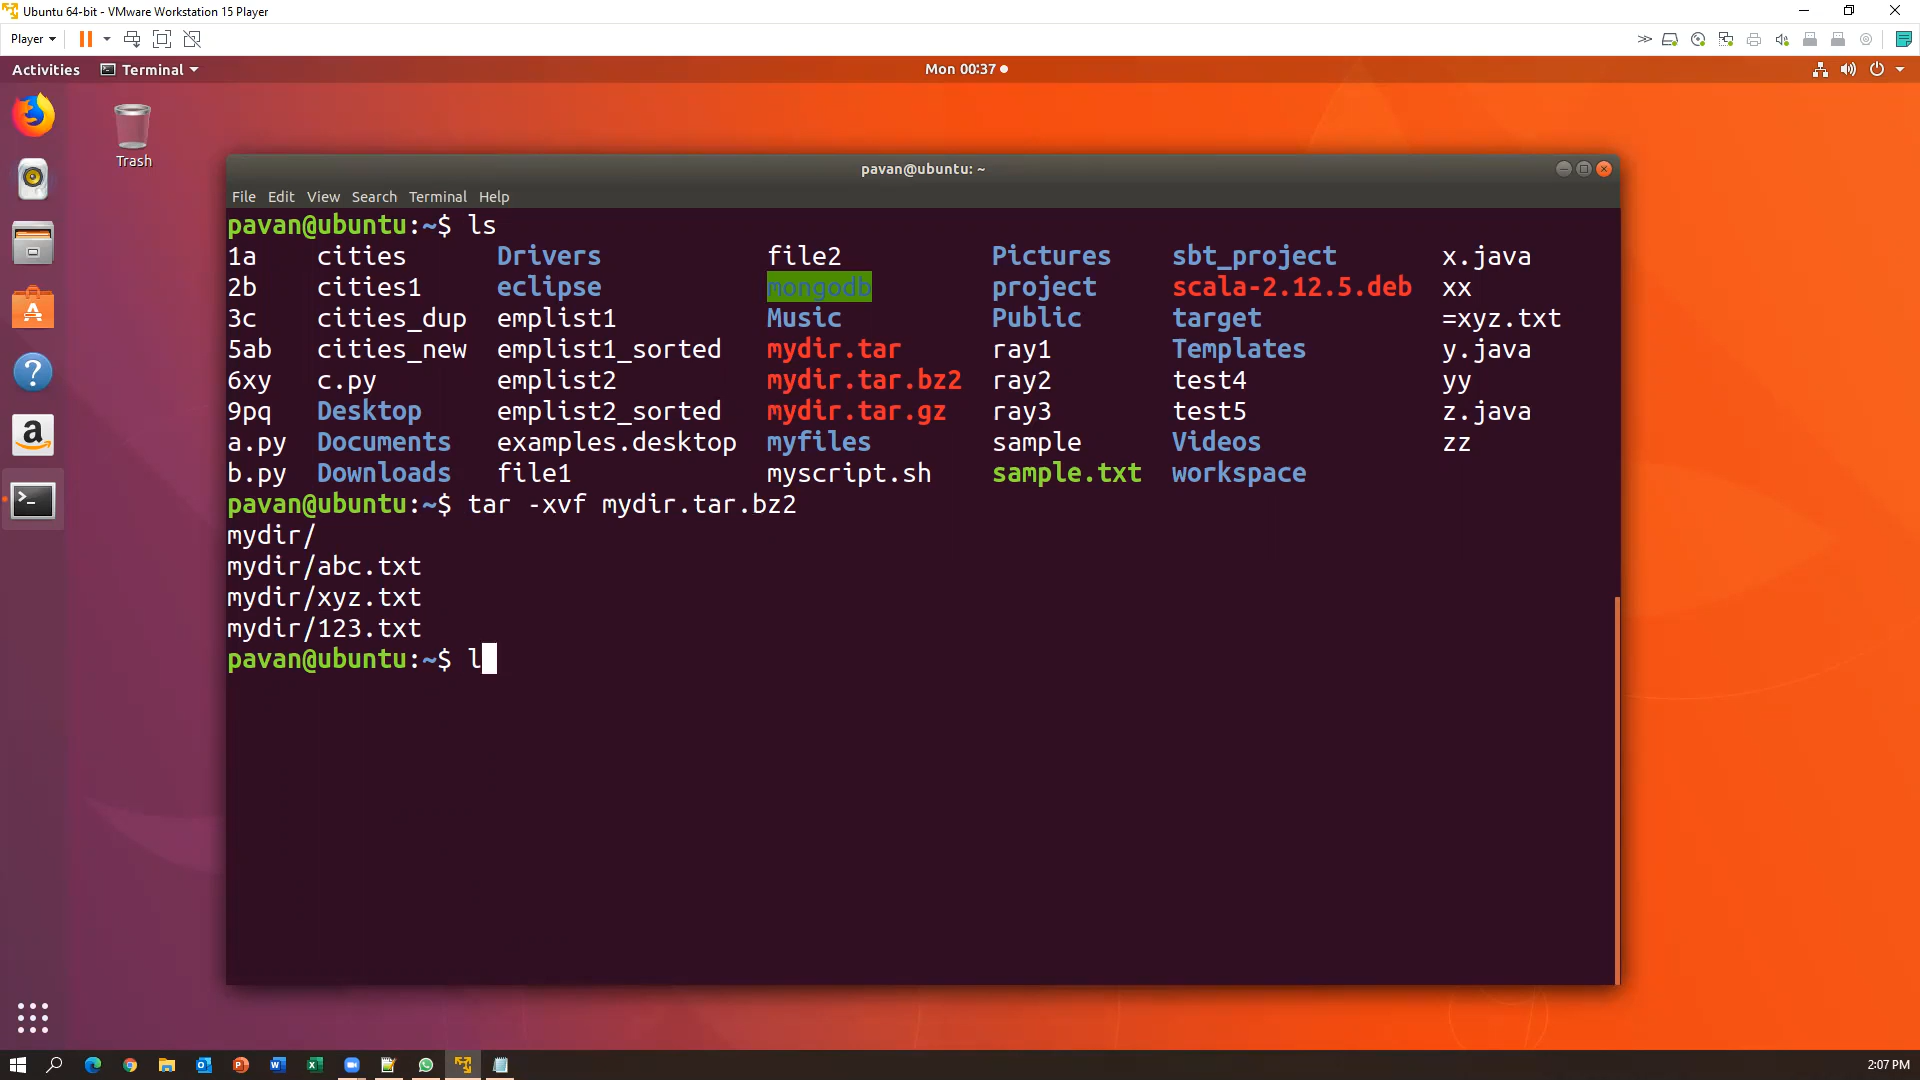 Ubuntu 64-bit - VMware Workstation 15 Player
Player
Activities Terminal Mon 00:37
Trash
pavan@ubuntu: ~
File Edit View Search Terminal Help
pavan@ubuntu:~$ ls
1a cities Drivers file2 Pictures sbt_project x.java
2b cities1 eclipse mongodb project scala-2.12.5.deb xx
3c cities_dup emplist1 Music Public target =xyz.txt
5ab cities_new emplist1_sorted mydir.tar ray1 Templates y.java
6xy c.py emplist2 mydir.tar.bz2 ray2 test4 yy
9pq Desktop emplist2_sorted mydir.tar.gz ray3 test5 z.java
a.py Documents examples.desktop myfiles sample Videos zz
b.py Downloads file1 myscript.sh sample.txt workspace
pavan@ubuntu:~$ tar -xvf mydir.tar.bz2
mydir/
mydir/abc.txt
mydir/xyz.txt
mydir/123.txt
pavan@ubuntu:~$ l
2:07 PM